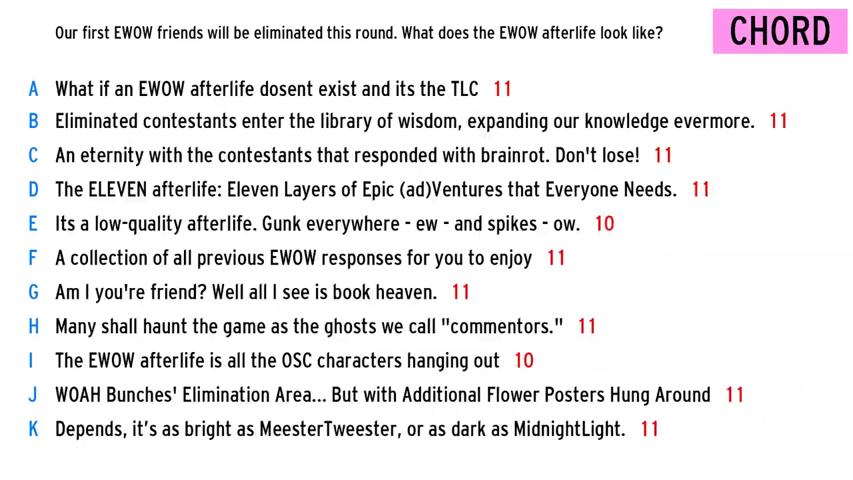 Our first EWOW friends will be eliminated this round. What does the EWOW afterlife look like?
CHORD
A What if an EWOW afterlife dosent exist and its the TLC 11
B Eliminated contestants enter the library of wisdom, expanding our knowledge evermore. 11
C An eternity with the contestants that responded with brainrot. Don't lose! 11
D The ELEVEN afterlife: Eleven Layers of Epic (ad)Ventures that Everyone Needs. 11
E Its a low-quality afterlife. Gunk everywhere - ew - and spikes - ow. 10
F A collection of all previous EWOW responses for you to enjoy 11
G Am I you're friend? Well all I see is book heaven. 11
H Many shall haunt the game as the ghosts we call "commentors." 11
I The EWOW afterlife is all the OSC characters hanging out 10
J WOAH Bunches' Elimination Area... But with Additional Flower Posters Hung Around 11
K Depends, it's as bright as MeesterTweester, or as dark as MidnightLight. 11